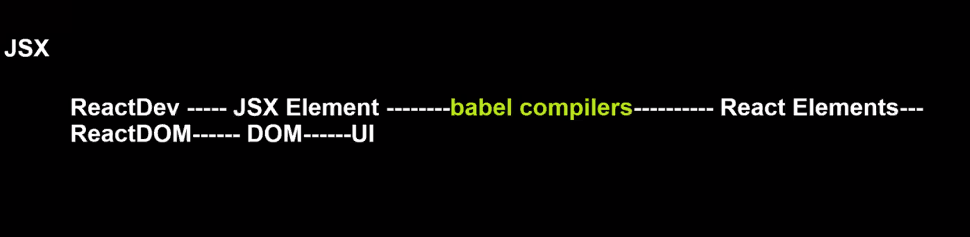 JSX
ReactDev ----- JSX Element --------babel compilers---------- React Elements---
ReactDOM------ DOM------UI